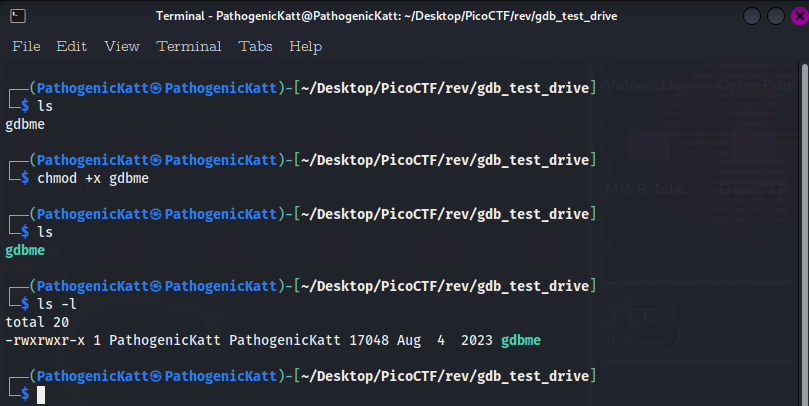 Terminal - PathogenicKatt@PathogenicKatt: ~/Desktop/PicoCTF/rev/gdb_test_drive
File Edit View Terminal Tabs Help
┌──(PathogenicKatt㉿PathogenicKatt)-[~/Desktop/PicoCTF/rev/gdb_test_drive]
└─$ ls
gdbme
┌──(PathogenicKatt㉿PathogenicKatt)-[~/Desktop/PicoCTF/rev/gdb_test_drive]
└─$ chmod +x gdbme
┌──(PathogenicKatt㉿PathogenicKatt)-[~/Desktop/PicoCTF/rev/gdb_test_drive]
└─$ ls
gdbme
┌──(PathogenicKatt㉿PathogenicKatt)-[~/Desktop/PicoCTF/rev/gdb_test_drive]
└─$ ls -l
total 20
-rwxrwxr-x 1 PathogenicKatt PathogenicKatt 17048 Aug  4  2023 gdbme
┌──(PathogenicKatt㉿PathogenicKatt)-[~/Desktop/PicoCTF/rev/gdb_test_drive]
└─$
MWR Inte...
DamCTF